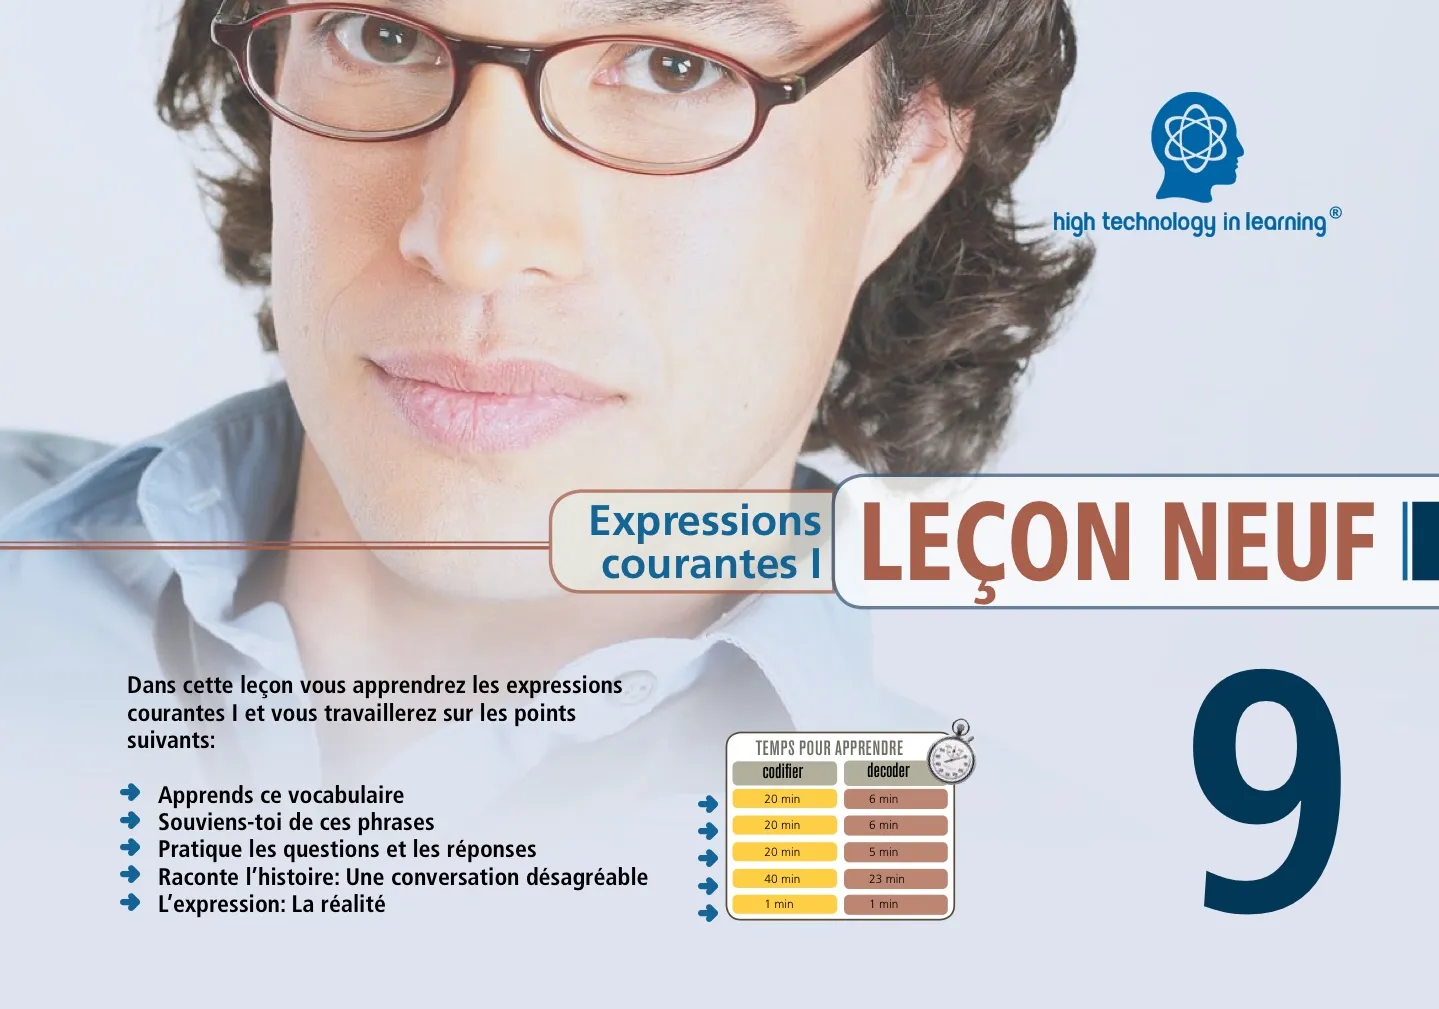 high technology in learning®
Expressions
courantes I
LEÇON NEUF
Dans cette leçon vous apprendrez les expressions
courantes I et vous travaillerez sur les points
suivants:
Apprends ce vocabulaire
Souviens-toi de ces phrases
Pratique les questions et les réponses
Raconte l’histoire: Une conversation désagréable
L’expression: La réalité
TEMPS POUR APPRENDRE
codifier decoder
20 min 6 min
20 min 6 min
20 min 5 min
40 min 23 min
1 min 1 min
9